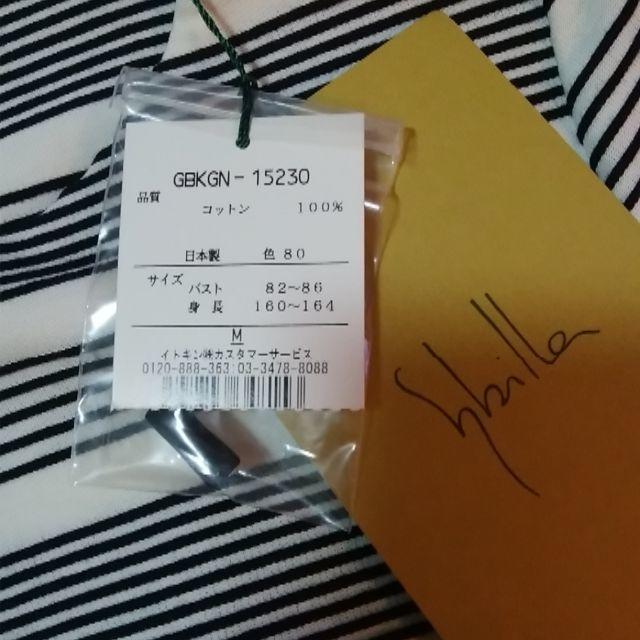 GBKGN-15230
品質
コットン 100%
日本製 色80
サイズ
バスト 82~86
身長 160~164
M
イトキン㈱カスタマーサービス
0120-888-363:03-3478-8088
Sybilla